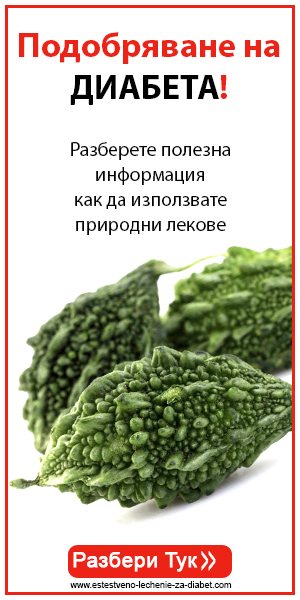 Подобряване на
ДИАБЕТА!
Разберете полезна
информация
как да използвате
природни лекове
Разбери Тук »
www.estestveno-lechenie-za-diabet.com